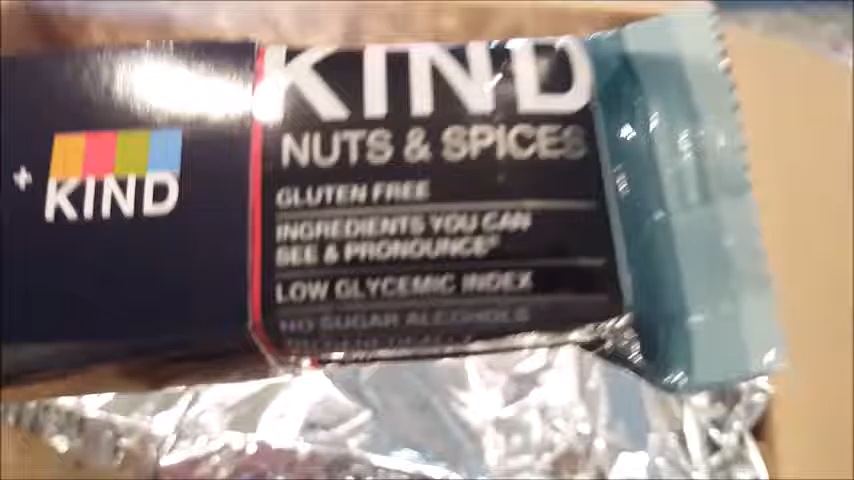 +
KIND
KIND
NUTS & SPICES
GLUTEN FREE
INGREDIENTS YOU CAN
SEE & PRONOUNCE®
LOW GLYCEMIC INDEX
NO SUGAR ALCOHOLS